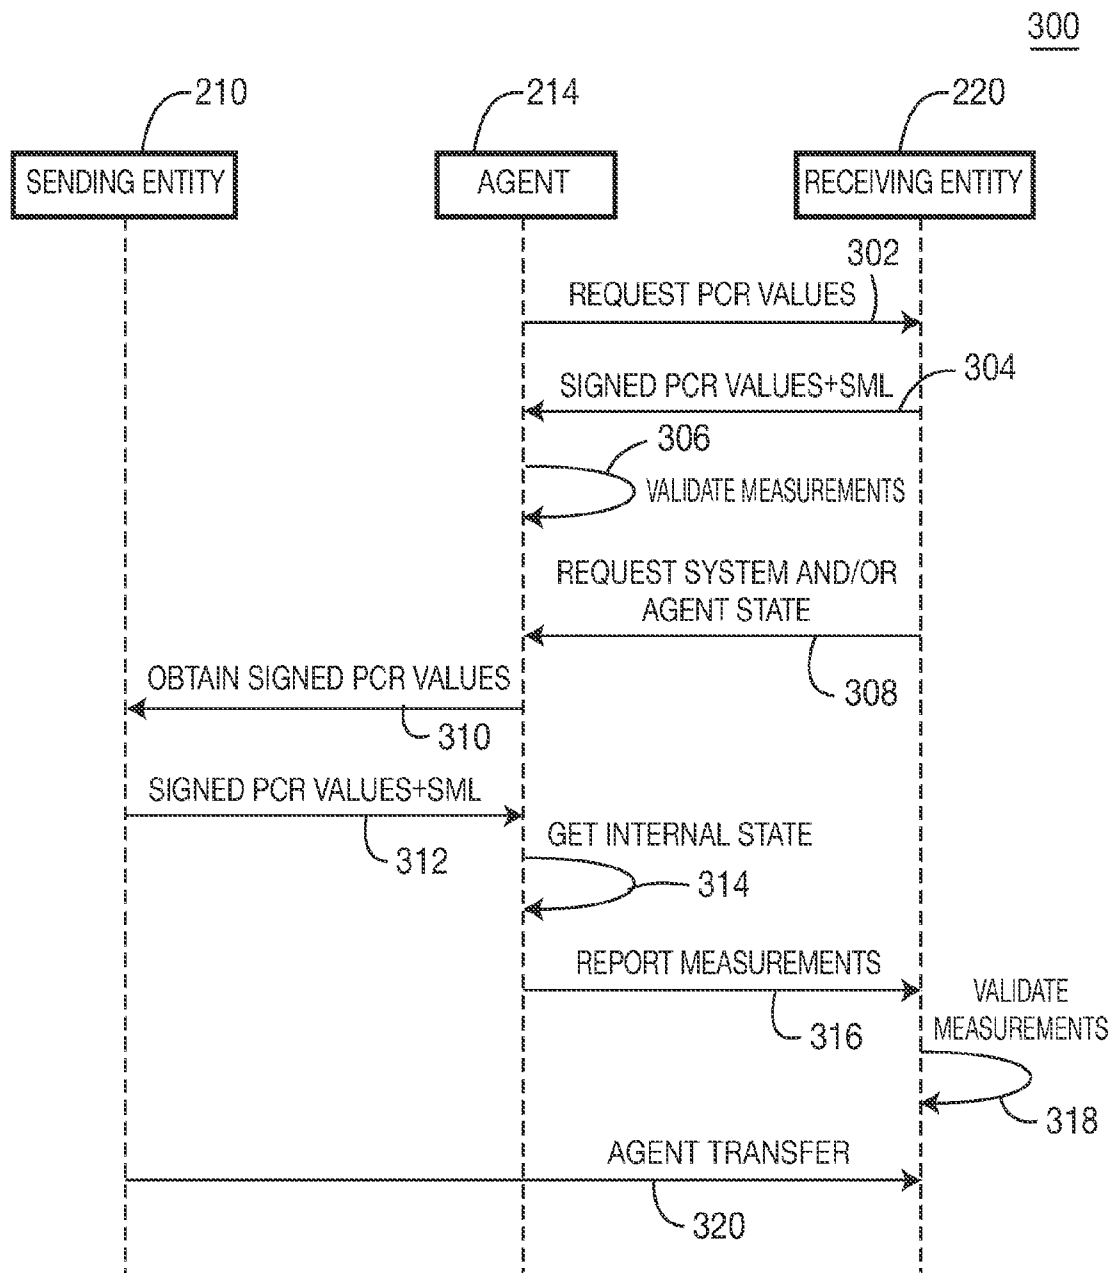 300
210
214
220
SENDING ENTITY
AGENT
RECEIVING ENTITY
302
REQUEST PCR VALUES
304
SIGNED PCR VALUES+SML
306
VALIDATE MEASUREMENTS
REQUEST SYSTEM AND/OR
AGENT STATE
308
OBTAIN SIGNED PCR VALUES
310
SIGNED PCR VALUES+SML
312
GET INTERNAL STATE
314
REPORT MEASUREMENTS
316
VALIDATE
MEASUREMENTS
318
AGENT TRANSFER
320